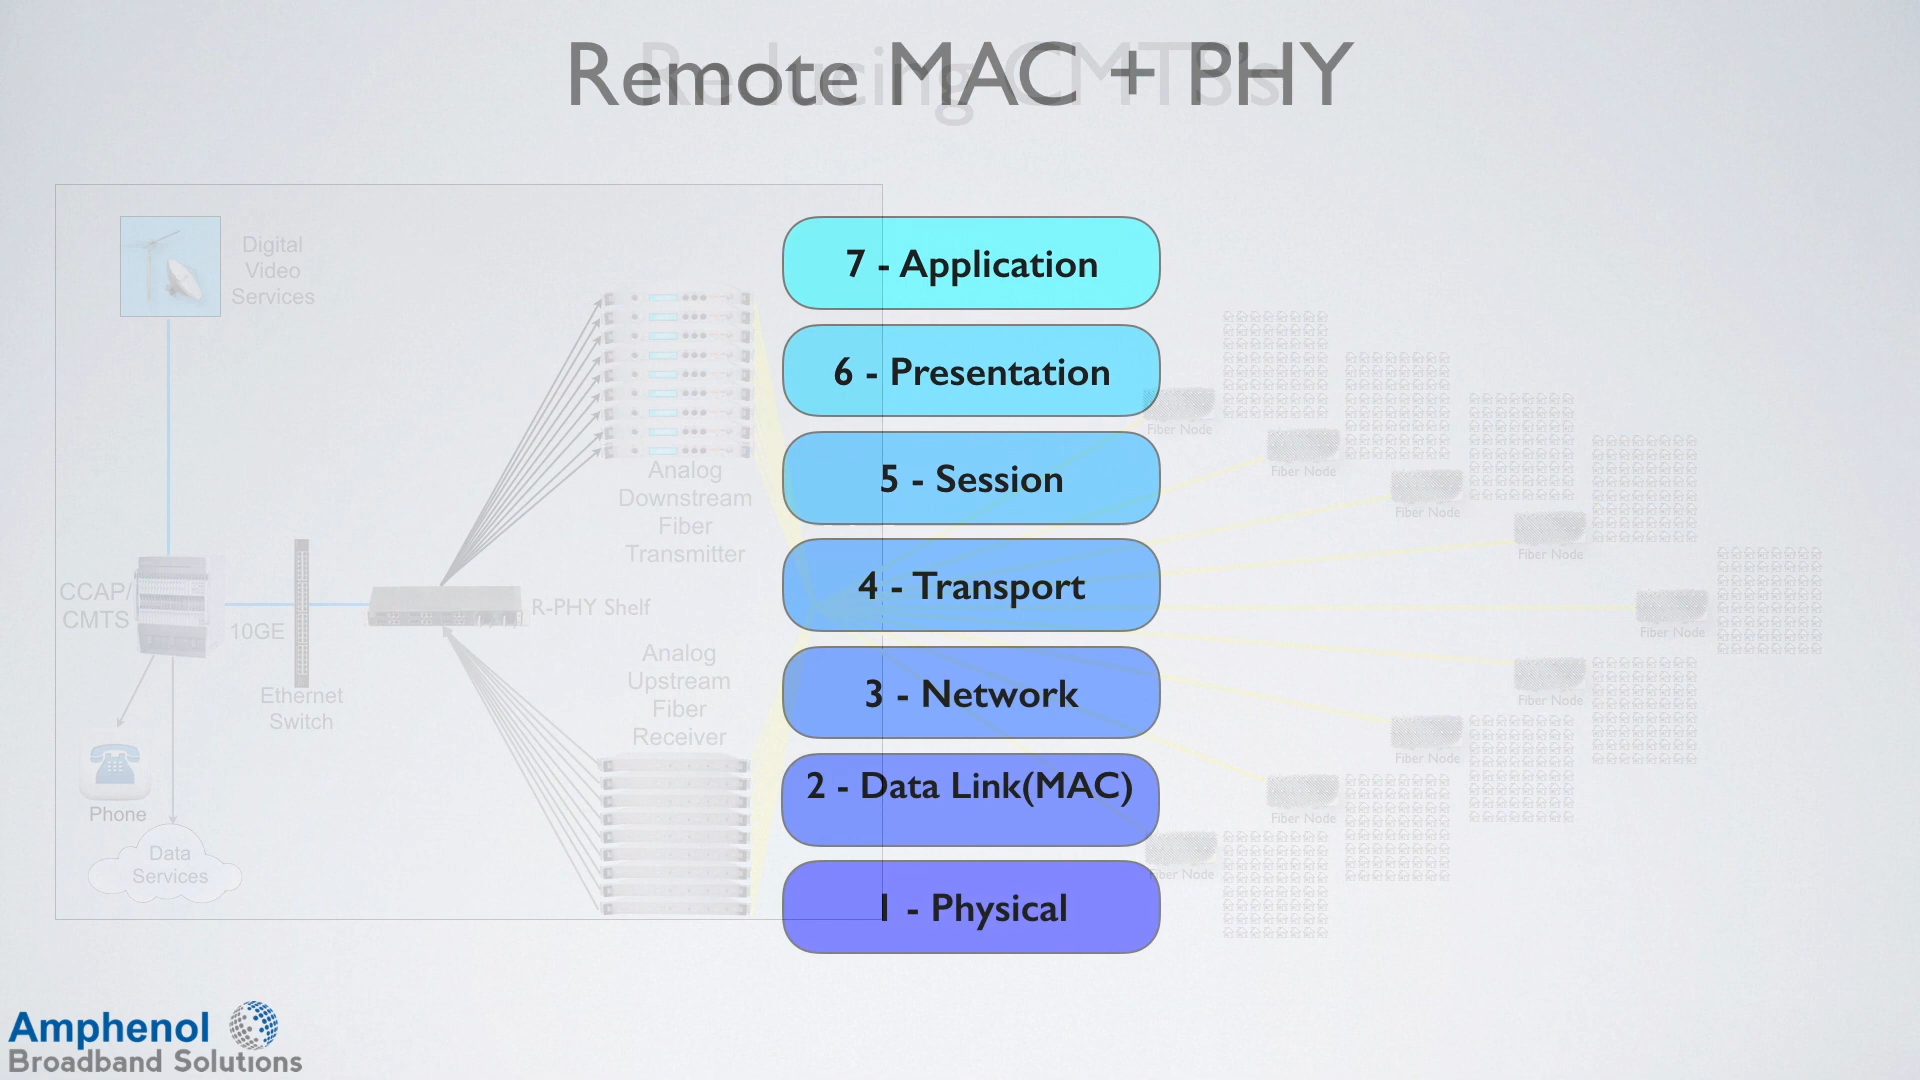 Remote MAC + PHY
Reducing CMTS's
7 - Application
6 - Presentation
5 - Session
4 - Transport
3 - Network
2 - Data Link(MAC)
1 - Physical
Digital
Video
Services
CCAP/
CMTS
10GE
Ethernet
Switch
R-PHY Shelf
Analog
Downstream
Fiber
Transmitter
Analog
Upstream
Fiber
Receiver
Phone
Data
Services
Fiber Node
Fiber Node
Fiber Node
Fiber Node
Fiber Node
Fiber Node
Fiber Node
Fiber Node
Fiber Node
Amphenol
Broadband Solutions